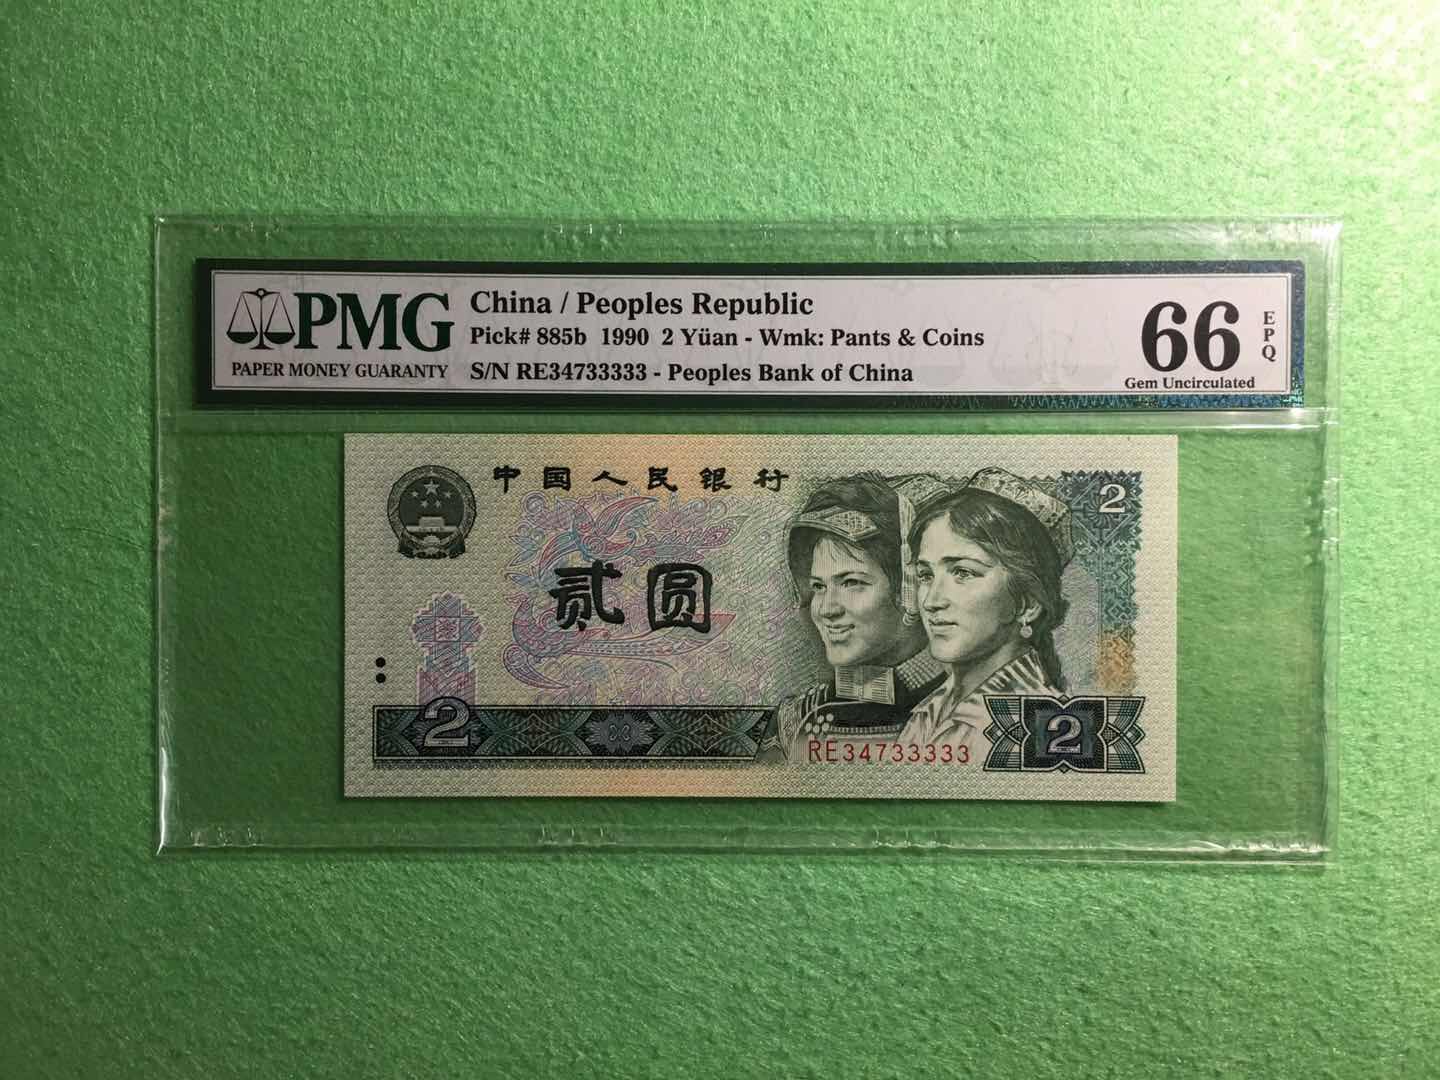 PMG
PAPER MONEY GUARANTY
China / Peoples Republic
Pick# 885b 1990 2 Yüan - Wmk: Pants & Coins
S/N RE34733333 - Peoples Bank of China
66
EPQ
Gem Uncirculated
中国人民银行
2
贰圆
2
RE34733333
2